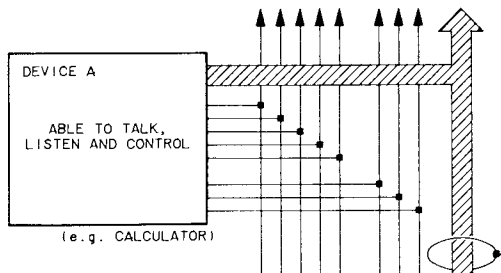 DEVICE A
ABLE TO TALK,
LISTEN AND CONTROL
(e.g. CALCULATOR)